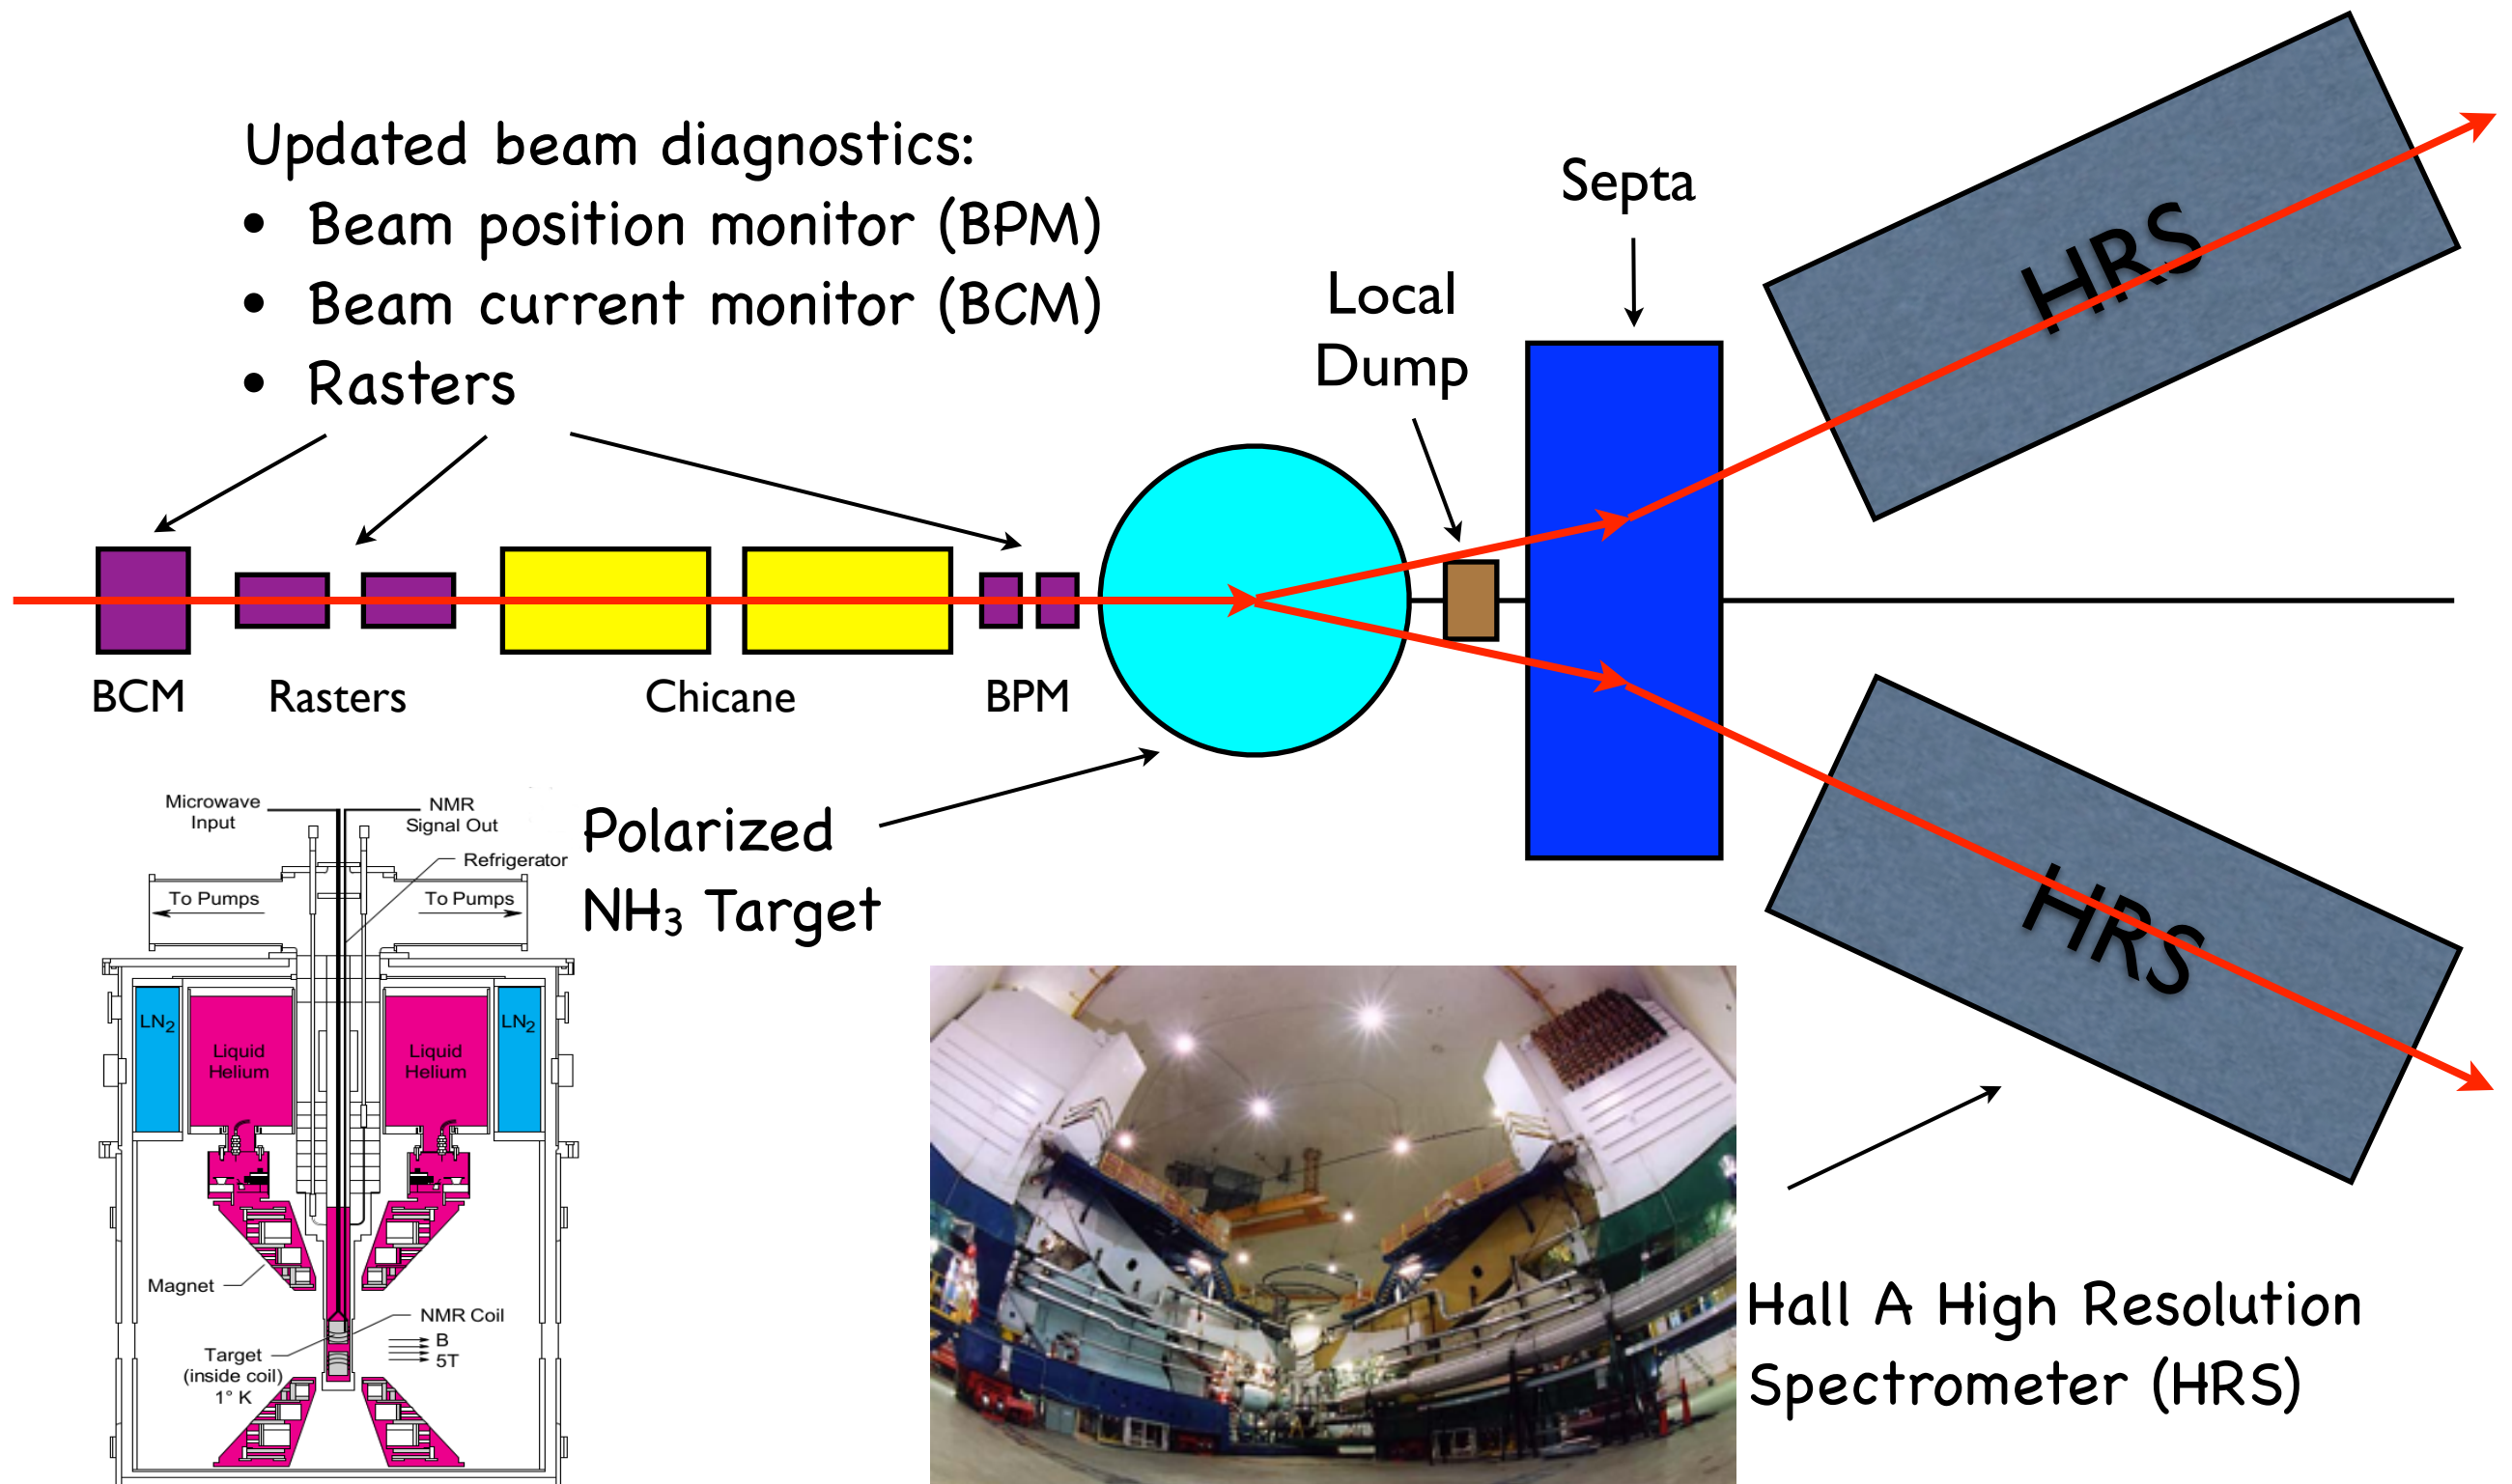 Updated beam diagnostics:
• Beam position monitor (BPM)
• Beam current monitor (BCM)
• Rasters
Septa
Local
Dump
HRS
BCM
Rasters
Chicane
BPM
Polarized
NH₃ Target
HRS
Hall A High Resolution
Spectrometer (HRS)
Microwave
Input
NMR
Signal Out
Refrigerator
To Pumps
To Pumps
LN₂
Liquid
Helium
Liquid
Helium
LN₂
Magnet
NMR Coil
B
5T
Target
(inside coil)
1° K